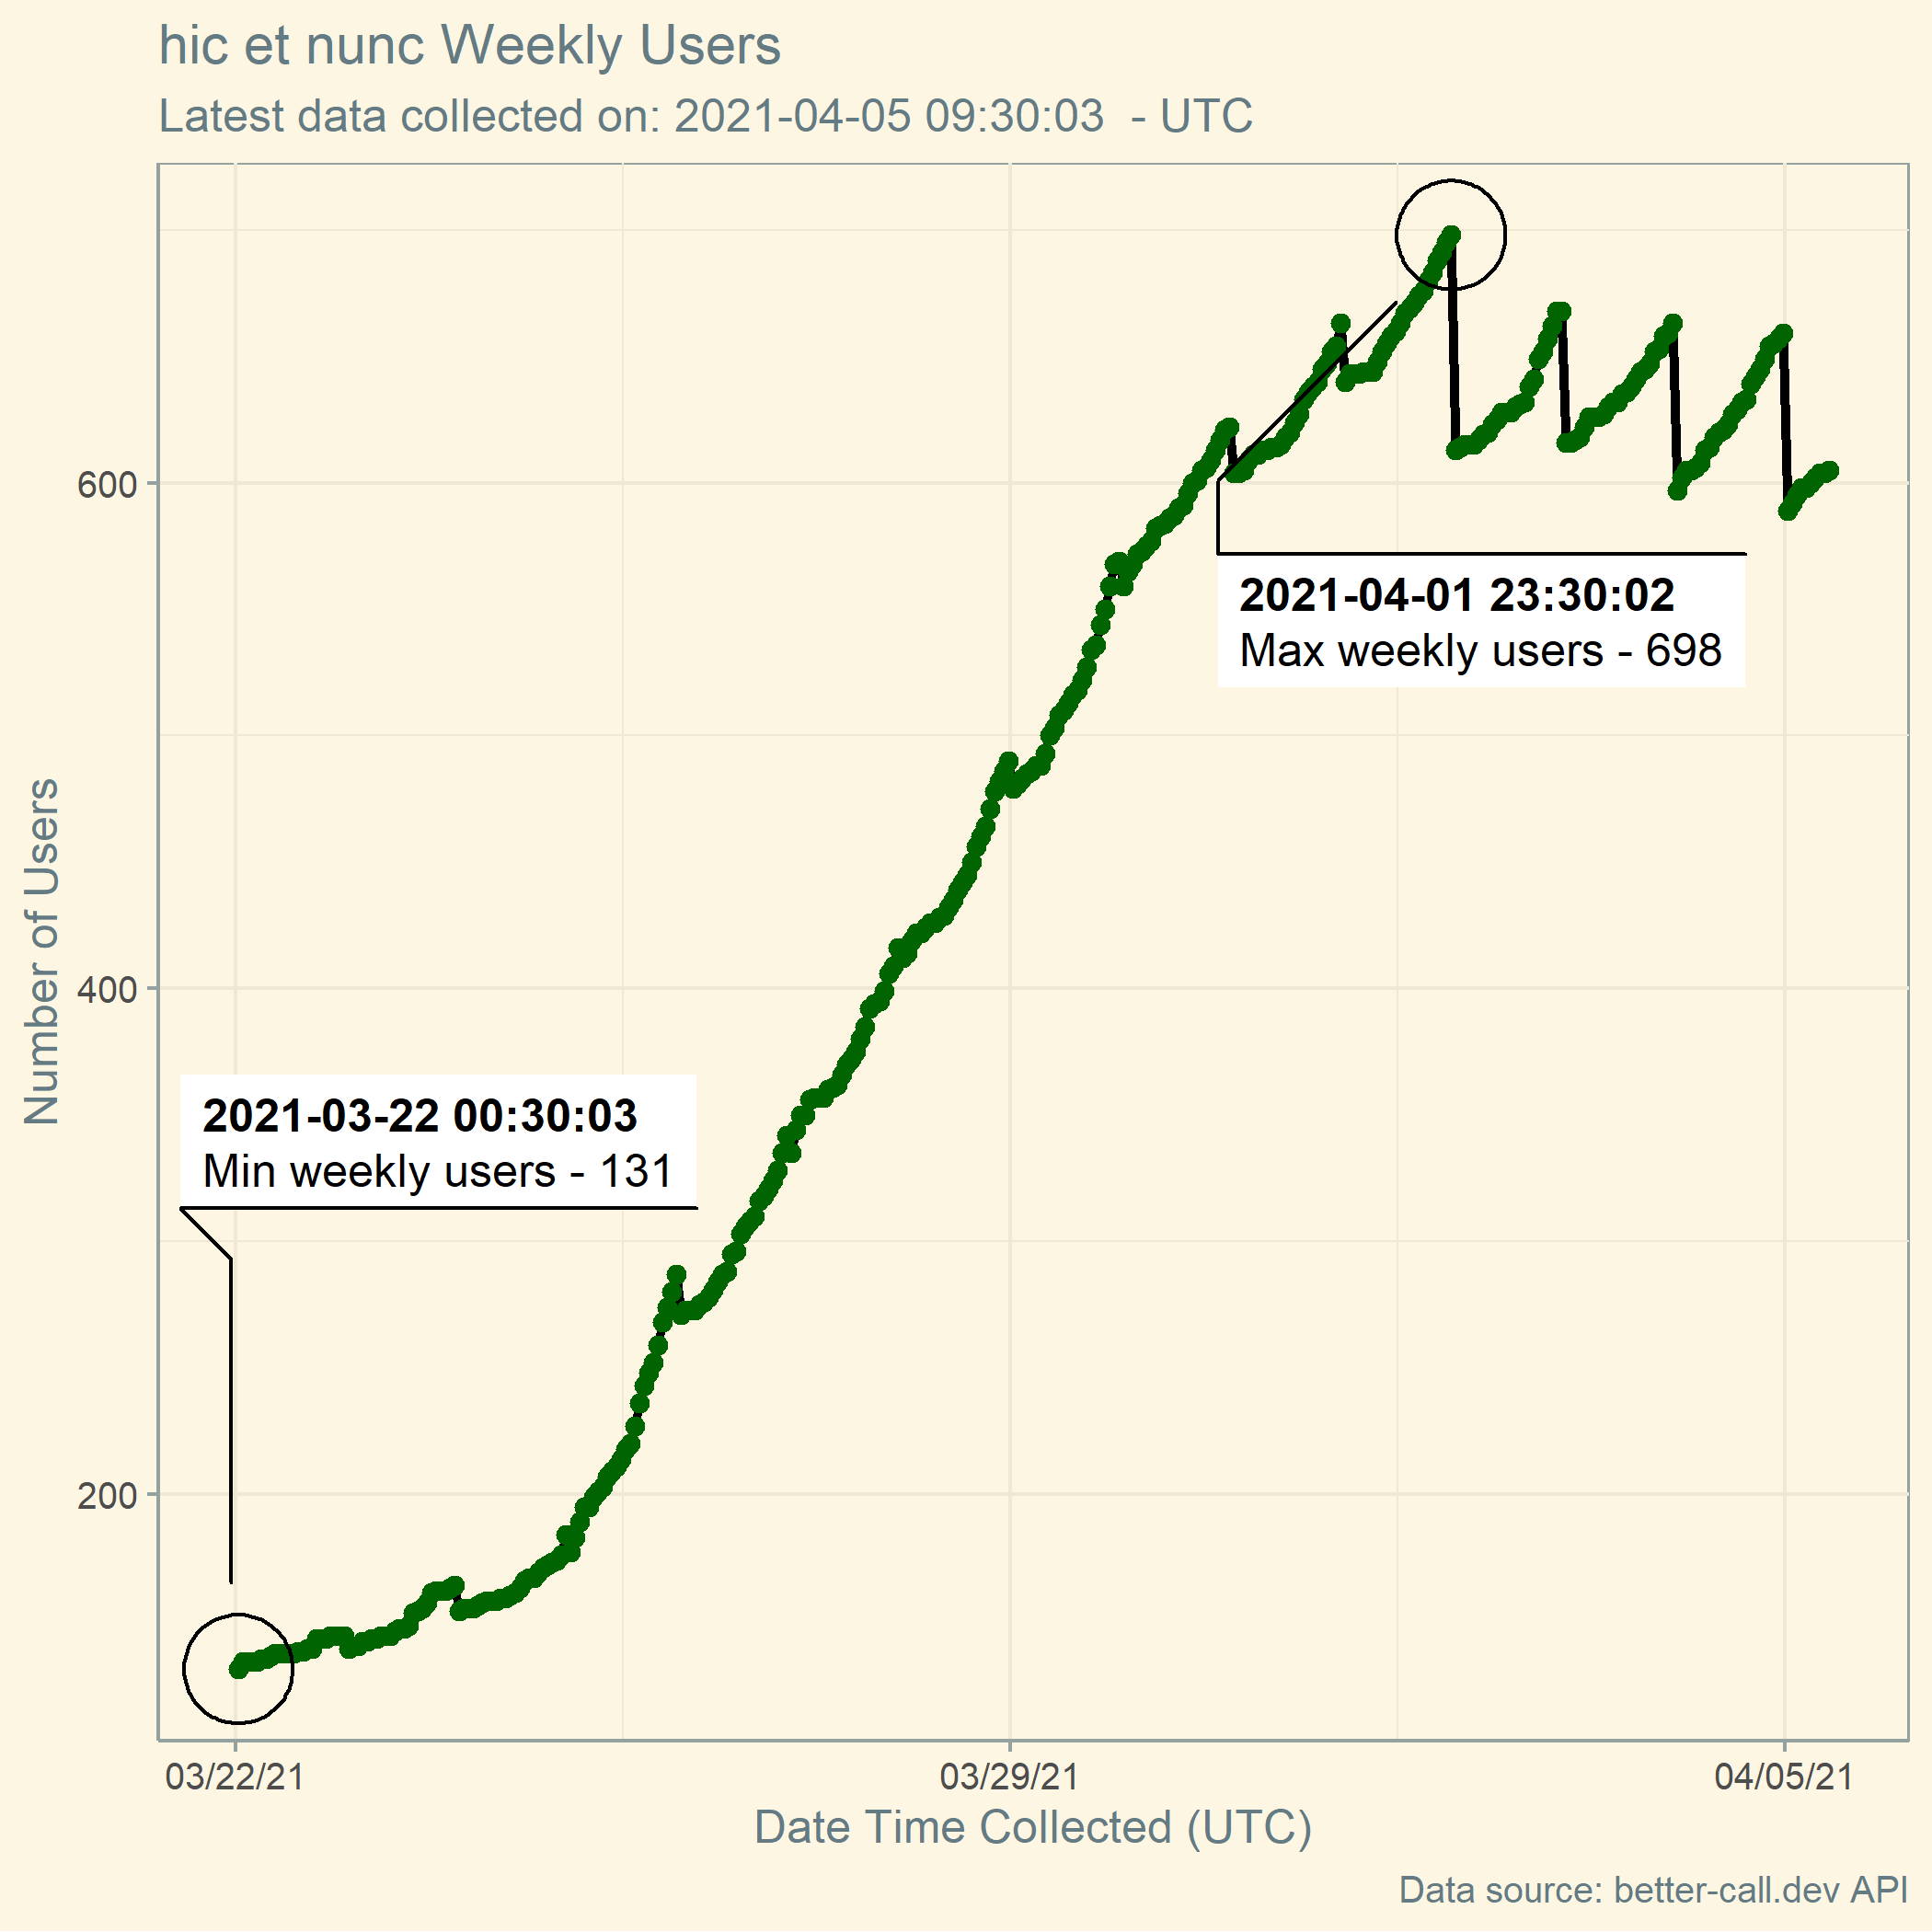 hic et nunc Weekly Users
Latest data collected on: 2021-04-05 09:30:03  - UTC
Number of Users
600
400
200
2021-04-01 23:30:02
Max weekly users - 698
2021-03-22 00:30:03
Min weekly users - 131
03/22/21
03/29/21
04/05/21
Date Time Collected (UTC)
Data source: better-call.dev API